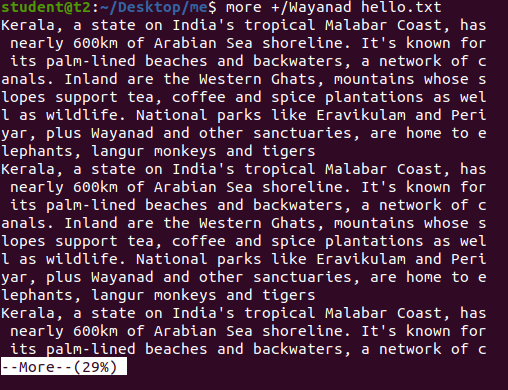 student@t2:~/Desktop/me$ more +/Wayanad hello.txt
Kerala, a state on India's tropical Malabar Coast, has
 nearly 600km of Arabian Sea shoreline. It's known for
 its palm-lined beaches and backwaters, a network of c
anals. Inland are the Western Ghats, mountains whose s
lopes support tea, coffee and spice plantations as wel
l as wildlife. National parks like Eravikulam and Peri
yar, plus Wayanad and other sanctuaries, are home to e
lephants, langur monkeys and tigers
Kerala, a state on India's tropical Malabar Coast, has
 nearly 600km of Arabian Sea shoreline. It's known for
 its palm-lined beaches and backwaters, a network of c
anals. Inland are the Western Ghats, mountains whose s
lopes support tea, coffee and spice plantations as wel
l as wildlife. National parks like Eravikulam and Peri
yar, plus Wayanad and other sanctuaries, are home to e
lephants, langur monkeys and tigers
Kerala, a state on India's tropical Malabar Coast, has
 nearly 600km of Arabian Sea shoreline. It's known for
 its palm-lined beaches and backwaters, a network of c
--More--(29%)